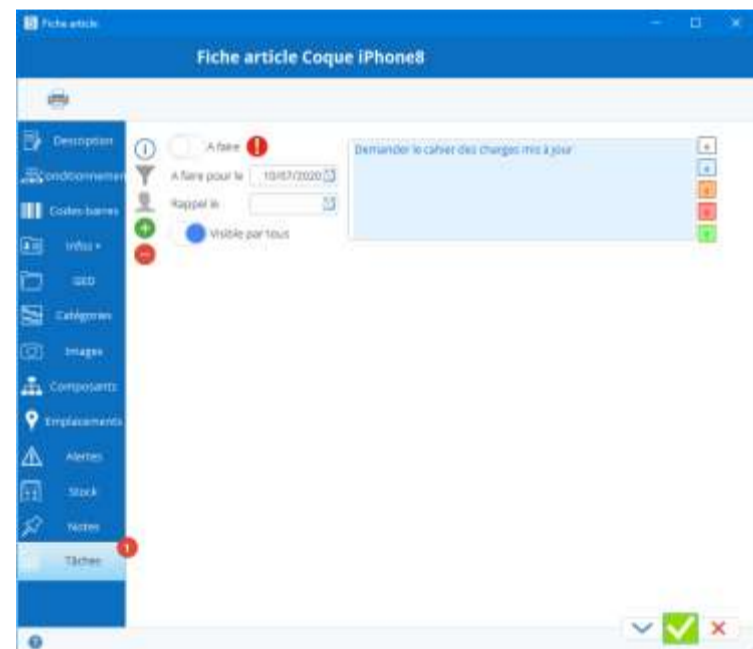 Fiche article
Fiche article Coque iPhone8
Description
Conditionnemen
Codes-barres
Infos +
GED
Catégories
Images
Composants
Emplacements
Alertes
Stock
Notes
Tâches
1
A faire
A faire pour le 10/07/2020
Rappel le
Visible par tous
Demander le cahier des charges mis à jour